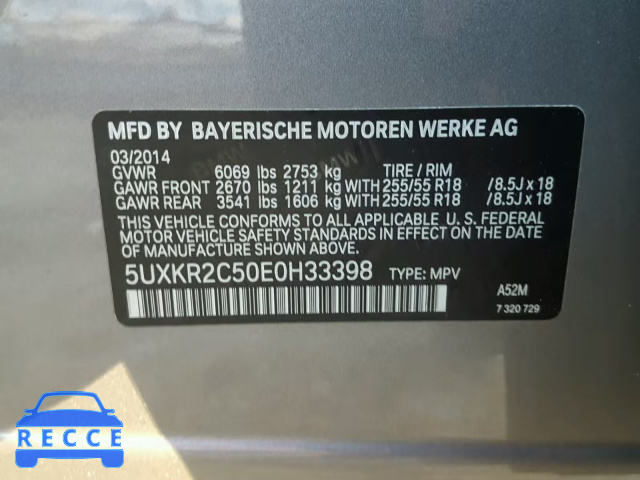 MFD BY BAYERISCHE MOTOREN WERKE AG
03/2014
GVWR 6069 lbs 2753 kg TIRE / RIM
GAWR FRONT 2670 lbs 1211 kg WITH 255/55 R18 /8.5J x 18
GAWR REAR 3541 lbs 1606 kg WITH 255/55 R18 /8.5J x 18
THIS VEHICLE CONFORMS TO ALL APPLICABLE U. S. FEDERAL
MOTOR VEHICLE SAFETY STANDARDS IN EFFECT ON THE DATE
OF MANUFACTURE SHOWN ABOVE.
5UXKR2C50E0H33398 TYPE: MPV
A52M
7 320 729
RECCE